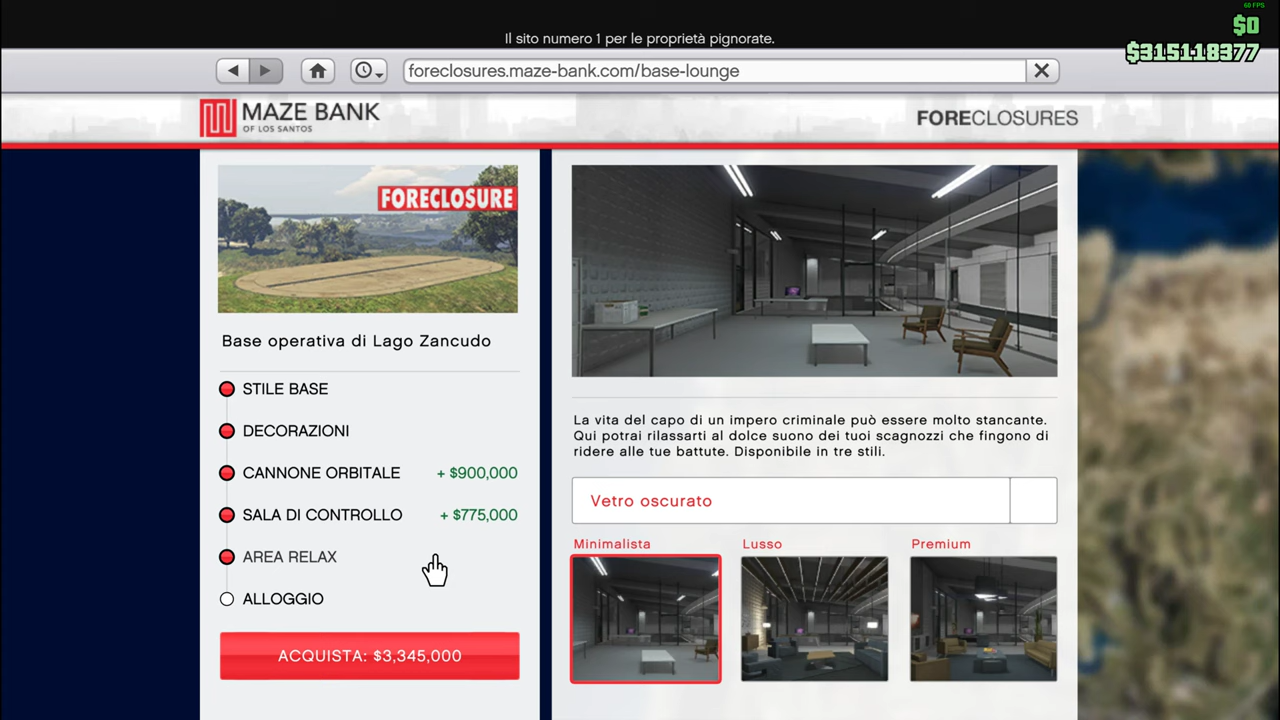 60 FPS
$0
$315118377
Il sito numero 1 per le proprietà pignorate.
foreclosures.maze-bank.com/base-lounge
MAZE BANK
OF LOS SANTOS
FORECLOSURES
FORECLOSURE
Base operativa di Lago Zancudo
STILE BASE
DECORAZIONI
CANNONE ORBITALE + $900,000
SALA DI CONTROLLO + $775,000
AREA RELAX
ALLOGGIO
ACQUISTA: $3,345,000
La vita del capo di un impero criminale può essere molto stancante.
Qui potrai rilassarti al dolce suono dei tuoi scagnozzi che fingono di
ridere alle tue battute. Disponibile in tre stili.
Vetro oscurato
Minimalista Lusso Premium